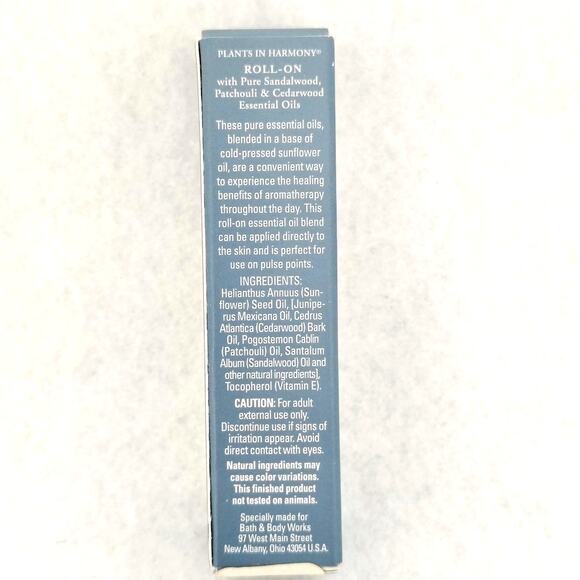 PLANTS IN HARMONY®
ROLL-ON
with Pure Sandalwood,
Patchouli & Cedarwood
Essential Oils
These pure essential oils,
blended in a base of
cold-pressed sunflower
oil, are a convenient way
to experience the healing
benefits of aromatherapy
throughout the day. This
roll-on essential oil blend
can be applied directly to
the skin and is perfect for
use on pulse points.
INGREDIENTS:
Helianthus Annuus (Sun-
flower) Seed Oil, [Junipe-
rus Mexicana Oil, Cedrus
Atlantica (Cedarwood) Bark
Oil, Pogostemon Cablin
(Patchouli) Oil, Santalum
Album (Sandalwood) Oil and
other natural ingredients],
Tocopherol (Vitamin E).
CAUTION: For adult
external use only.
Discontinue use if signs of
irritation appear. Avoid
direct contact with eyes.
Natural ingredients may
cause color variations.
This finished product
not tested on animals.
Specially made for
Bath & Body Works
97 West Main Street
New Albany, Ohio 43054 U.S.A.